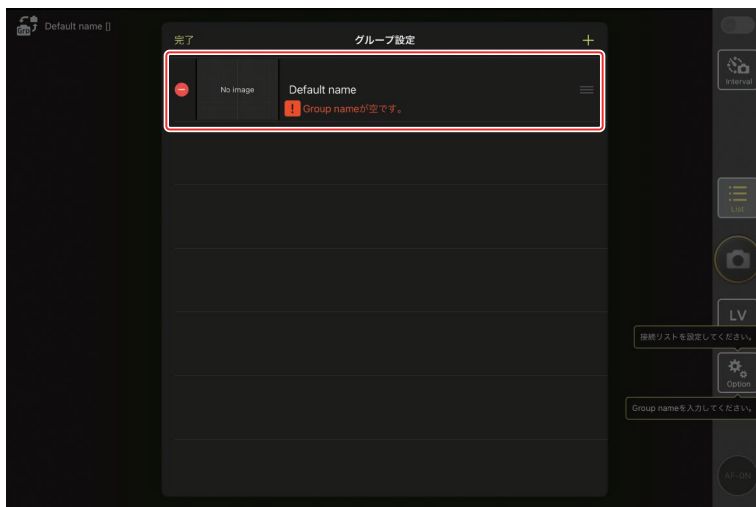 Grp
Default name []
完了
グループ設定
+
No image
Default name
! Group nameが空です。
Interval
List
LV
接続リストを設定してください。
Option
Group nameを入力してください。
AF-ON